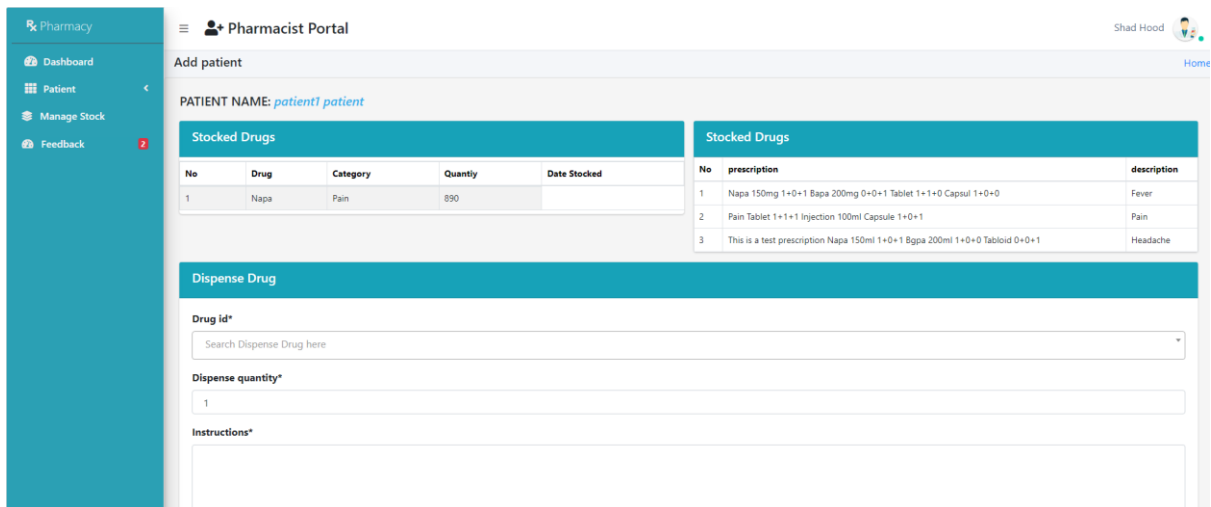 Rx Pharmacy
Dashboard
Patient
Manage Stock
Feedback 2
Pharmacist Portal
Shad Hood
Add patient
Home
PATIENT NAME: patient1 patient
Stocked Drugs
No Drug Category Quantiy Date Stocked
1 Napa Pain 890
Stocked Drugs
No prescription description
1 Napa 150mg 1+0+1 Bapa 200mg 0+0+1 Tablet 1+1+0 Capsul 1+0+0 Fever
2 Pain Tablet 1+1+1 Injection 100ml Capsule 1+0+1 Pain
3 This is a test prescription Napa 150ml 1+0+1 Bgpa 200ml 1+0+0 Tabloid 0+0+1 Headache
Dispense Drug
Drug id*
Search Dispense Drug here
Dispense quantity*
1
Instructions*